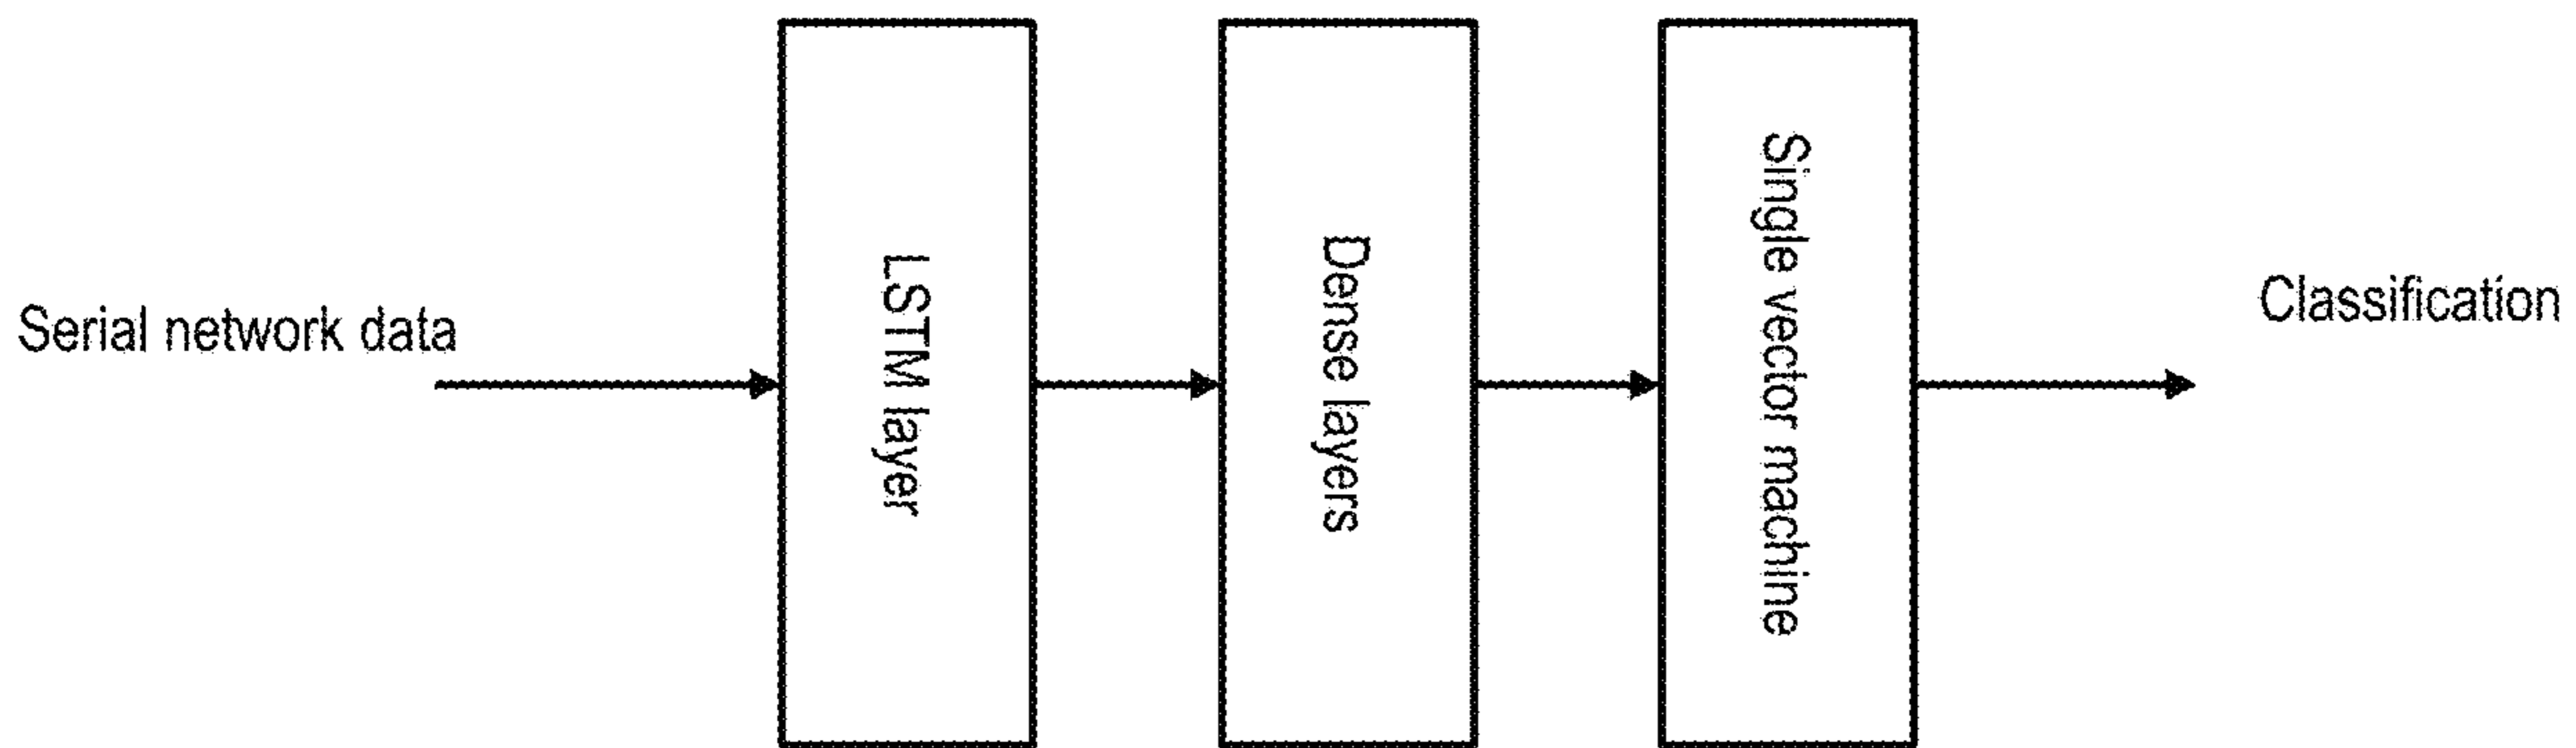 Serial network data
LSTM layer
Dense layers
Single vector machine
Classification